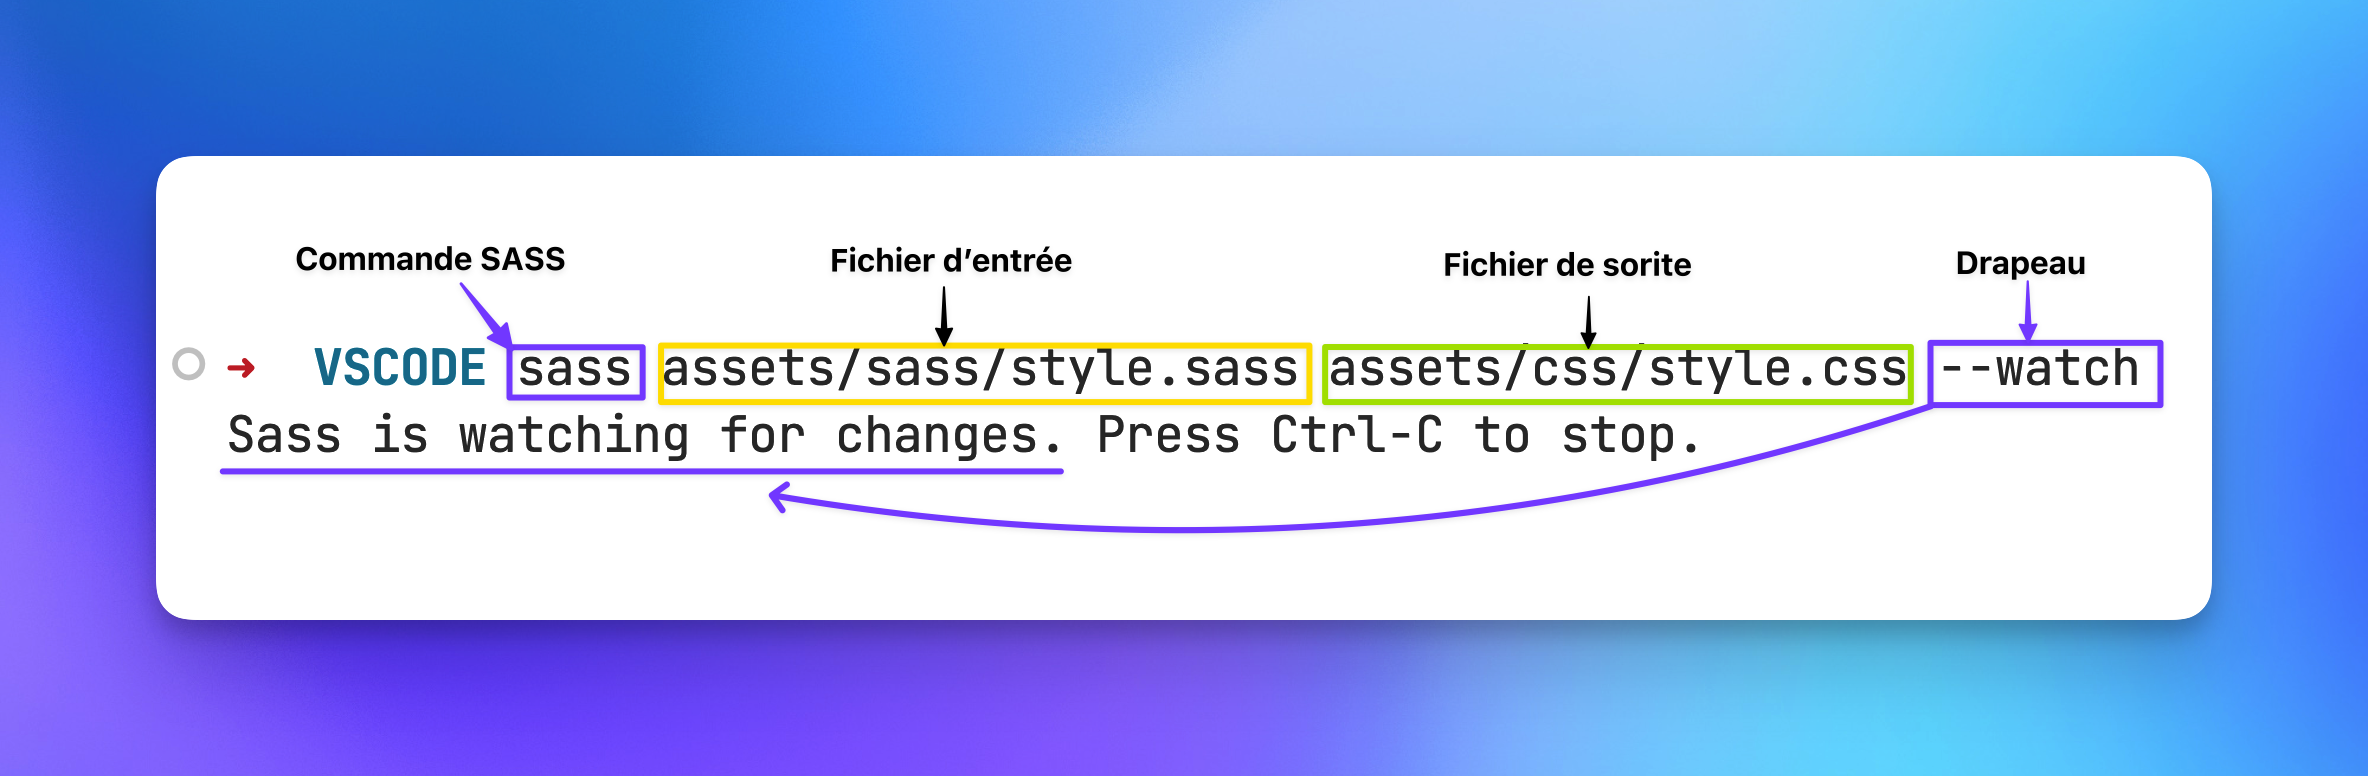 Commande SASS
Fichier d’entrée
Fichier de sorite
Drapeau
➜ VSCODE sass assets/sass/style.sass assets/css/style.css --watch
Sass is watching for changes. Press Ctrl-C to stop.